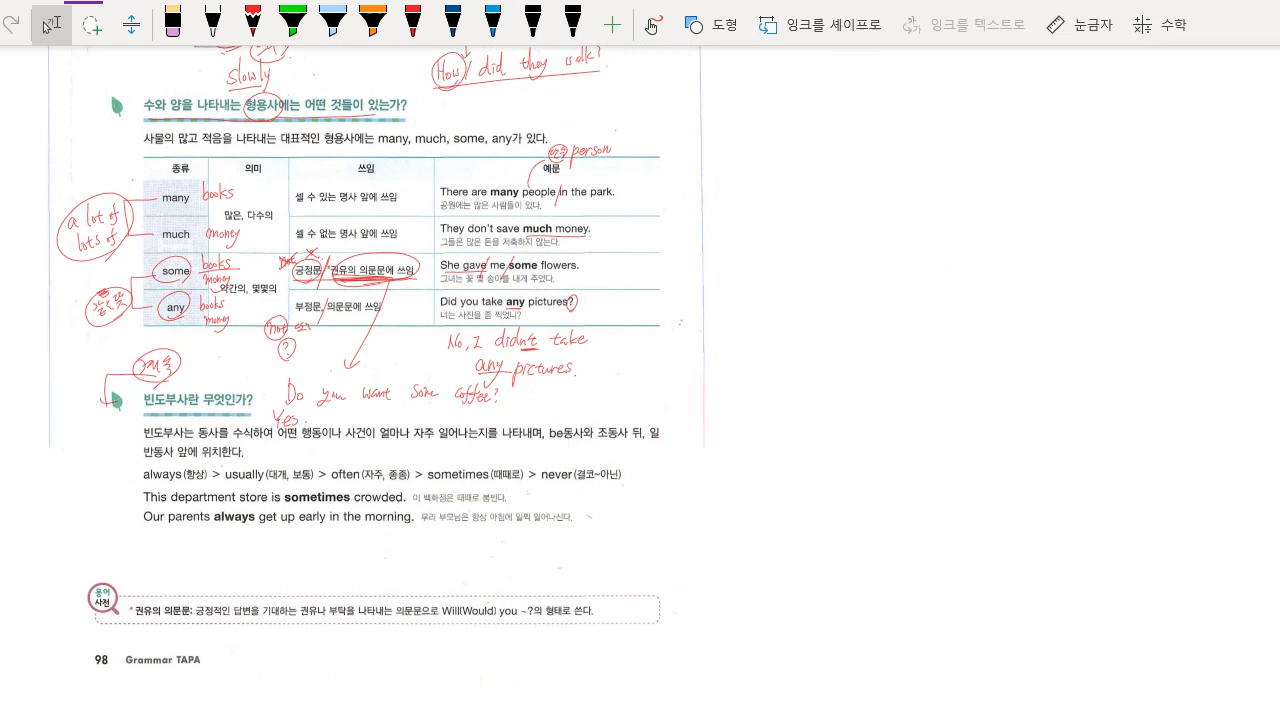 도형
잉크를 셰이프로
잉크를 텍스트로
눈금자
수학
slowly
How did they walk?
수와 양을 나타내는 형용사에는 어떤 것들이 있는가?
사물의 많고 적음을 나타내는 대표적인 형용사에는 many, much, some, any가 있다.
person
종류 의미 쓰임 예문
a lot of
lots of
many books
많은, 다수의
셀 수 있는 명사 앞에 쓰임
There are many people in the park.
공원에는 많은 사람들이 있다.
much money
셀 수 없는 명사 앞에 쓰임
They don't save much money.
그들은 많은 돈을 저축하지 않는다.
some books
money
약간의, 몇몇의
긍정문, *권유의 의문문에 쓰임
She gave me some flowers.
그녀는 꽃 몇 송이를 내게 주었다.
any books
money
부정문, 의문문에 쓰임
Did you take any pictures?
너는 사진을 좀 찍었니?
not
?
No, I didn't take
any pictures.
Do you want some coffee?
Yes.
빈도부사란 무엇인가?
빈도부사는 동사를 수식하여 어떤 행동이나 사건이 얼마나 자주 일어나는지를 나타내며, be동사와 조동사 뒤, 일
반동사 앞에 위치한다.
always(항상) > usually(대개, 보통) > often(자주, 종종) > sometimes(때때로) > never(결코~아닌)
This department store is sometimes crowded. 이 백화점은 때때로 붐빈다.
Our parents always get up early in the morning. 우리 부모님은 항상 아침에 일찍 일어나신다.
용어
사전
*권유의 의문문: 긍정적인 답변을 기대하는 권유나 부탁을 나타내는 의문문으로 Will(Would) you ~?의 형태로 쓴다.
98 Grammar TAPA